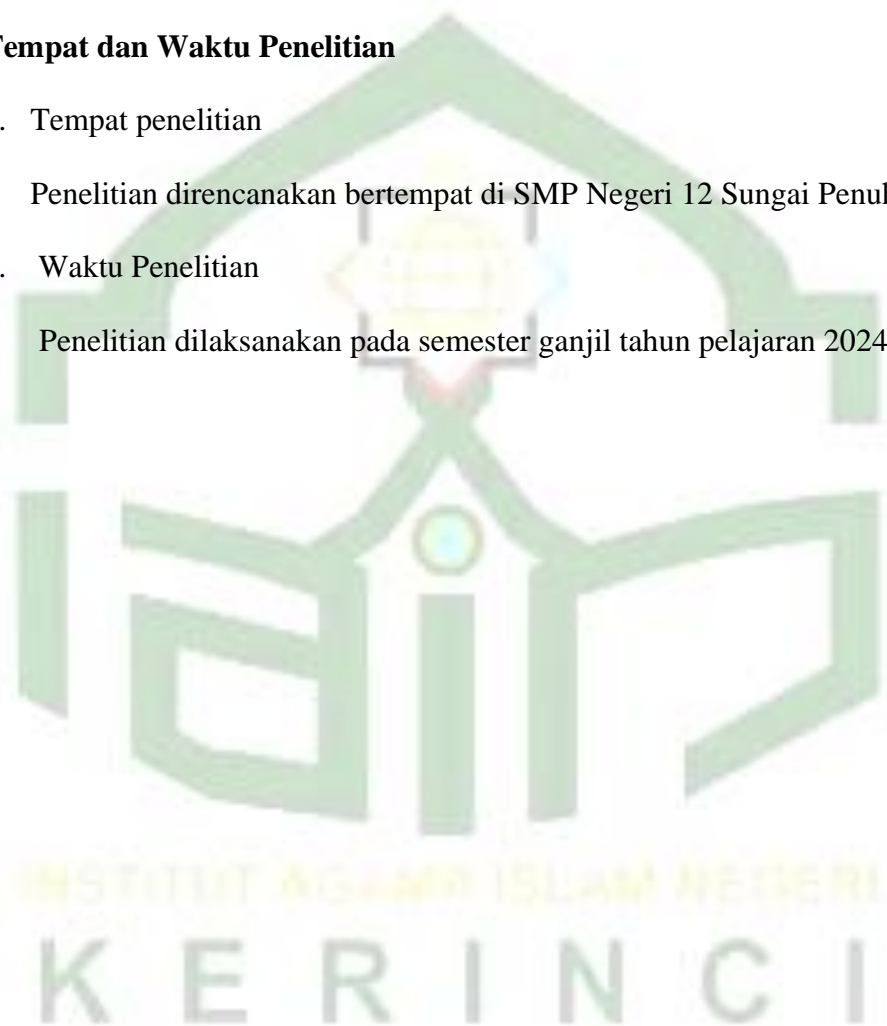 Tempat dan Waktu Penelitian
. Tempat penelitian
Penelitian direncanakan bertempat di SMP Negeri 12 Sungai Penuh
. Waktu Penelitian
Penelitian dilaksanakan pada semester ganjil tahun pelajaran 2024
INSTITUT AGAMA ISLAM NEGERI
KERINCI